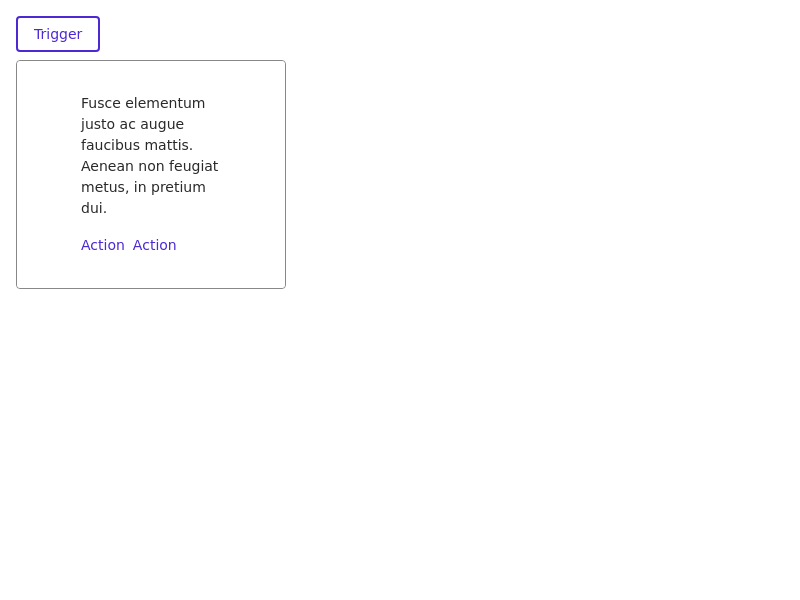 Trigger
Fusce elementum
justo ac augue
faucibus mattis.
Aenean non feugiat
metus, in pretium
dui.
Action Action